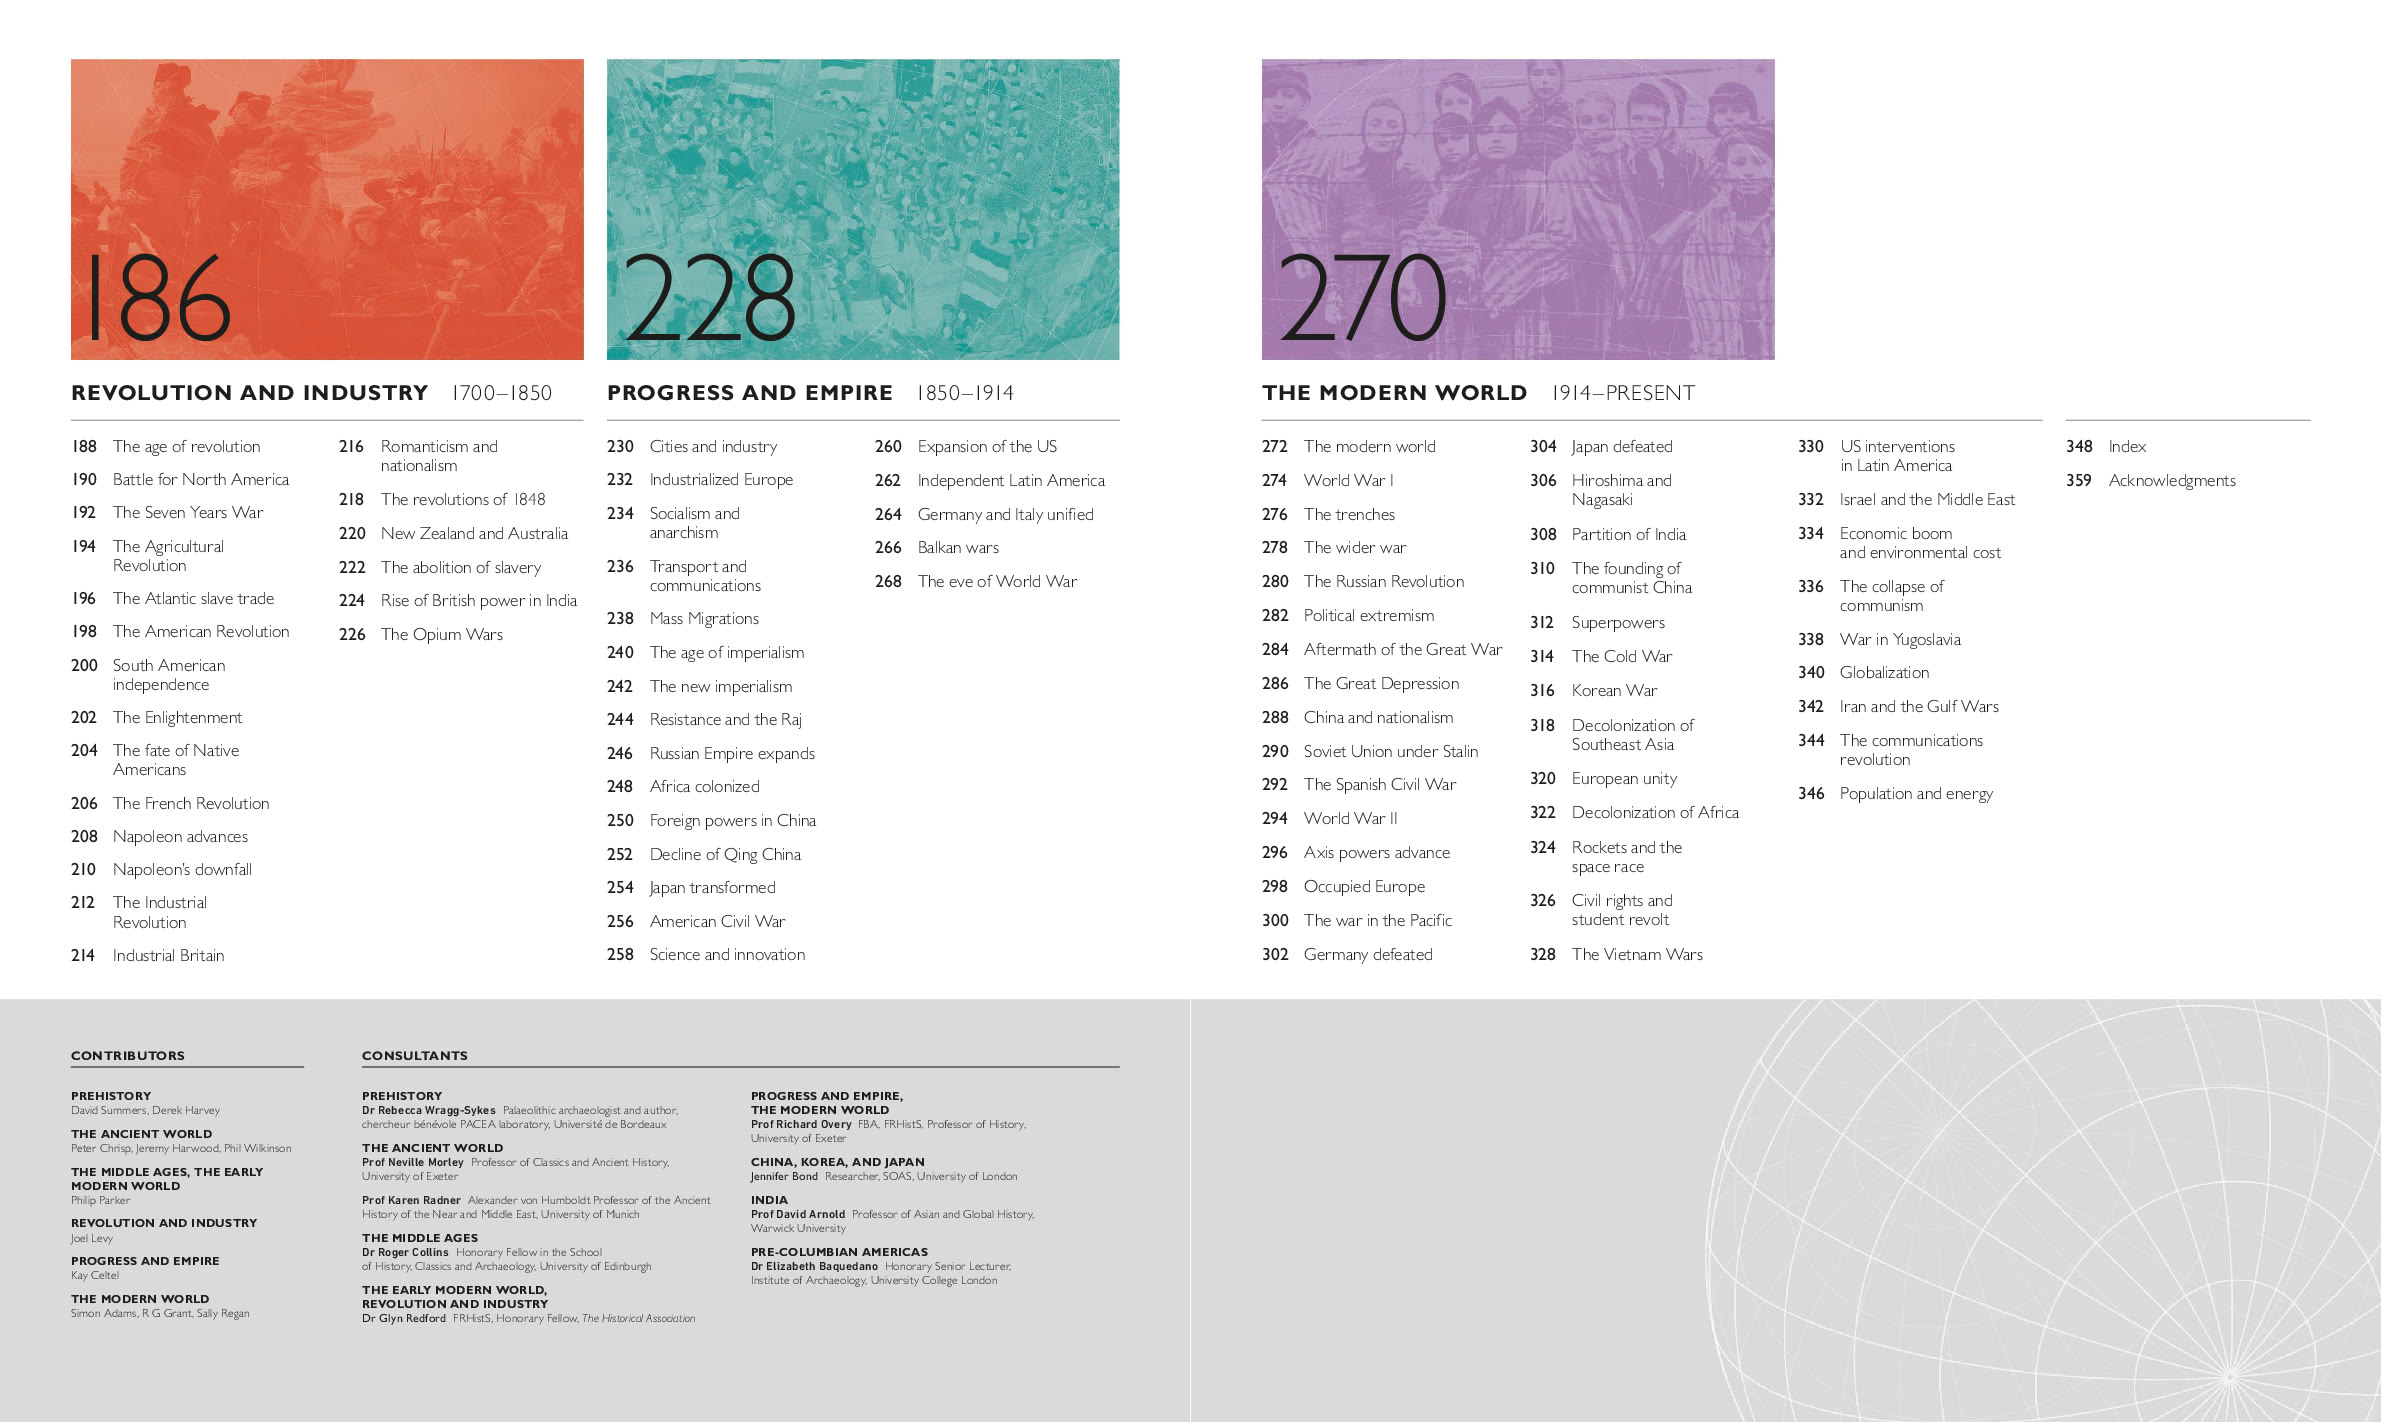 186
REVOLUTION AND INDUSTRY 1700–1850
188 The age of revolution
190 Battle for North America
192 The Seven Years War
194 The Agricultural
Revolution
196 The Atlantic slave trade
198 The American Revolution
200 South American
independence
202 The Enlightenment
204 The fate of Native
Americans
206 The French Revolution
208 Napoleon advances
210 Napoleon's downfall
212 The Industrial
Revolution
214 Industrial Britain
216 Romanticism and
nationalism
218 The revolutions of 1848
220 New Zealand and Australia
222 The abolition of slavery
224 Rise of British power in India
226 The Opium Wars
228
PROGRESS AND EMPIRE 1850–1914
230 Cities and industry
232 Industrialized Europe
234 Socialism and
anarchism
236 Transport and
communications
238 Mass Migrations
240 The age of imperialism
242 The new imperialism
244 Resistance and the Raj
246 Russian Empire expands
248 Africa colonized
250 Foreign powers in China
252 Decline of Qing China
254 Japan transformed
256 American Civil War
258 Science and innovation
260 Expansion of the US
262 Independent Latin America
264 Germany and Italy unified
266 Balkan wars
268 The eve of World War
270
THE MODERN WORLD 1914–PRESENT
272 The modern world
274 World War I
276 The trenches
278 The wider war
280 The Russian Revolution
282 Political extremism
284 Aftermath of the Great War
286 The Great Depression
288 China and nationalism
290 Soviet Union under Stalin
292 The Spanish Civil War
294 World War II
296 Axis powers advance
298 Occupied Europe
300 The war in the Pacific
302 Germany defeated
304 Japan defeated
306 Hiroshima and
Nagasaki
308 Partition of India
310 The founding of
communist China
312 Superpowers
314 The Cold War
316 Korean War
318 Decolonization of
Southeast Asia
320 European unity
322 Decolonization of Africa
324 Rockets and the
space race
326 Civil rights and
student revolt
328 The Vietnam Wars
330 US interventions
in Latin America
332 Israel and the Middle East
334 Economic boom
and environmental cost
336 The collapse of
communism
338 War in Yugoslavia
340 Globalization
342 Iran and the Gulf Wars
344 The communications
revolution
346 Population and energy
348 Index
359 Acknowledgments
CONTRIBUTORS
PREHISTORY
David Summers, Derek Harvey
THE ANCIENT WORLD
Peter Chrisp, Jeremy Harwood, Phil Wilkinson
THE MIDDLE AGES, THE EARLY
MODERN WORLD
Philip Parker
REVOLUTION AND INDUSTRY
Joel Levy
PROGRESS AND EMPIRE
Kay Celtel
THE MODERN WORLD
Simon Adams, R G Grant, Sally Regan
CONSULTANTS
PREHISTORY
Dr Rebecca Wragg-Sykes Palaeolithic archaeologist and author,
chercheur bénévole PACEA laboratory, Université de Bordeaux
THE ANCIENT WORLD
Prof Neville Morley Professor of Classics and Ancient History,
University of Exeter
Prof Karen Radner Alexander von Humboldt Professor of the Ancient
History of the Near and Middle East, University of Munich
THE MIDDLE AGES
Dr Roger Collins Honorary Fellow in the School
of History, Classics and Archaeology, University of Edinburgh
THE EARLY MODERN WORLD,
REVOLUTION AND INDUSTRY
Dr Glyn Redford FRHistS, Honorary Fellow, The Historical Association
PROGRESS AND EMPIRE,
THE MODERN WORLD
Prof Richard Overy FBA, FRHistS, Professor of History,
University of Exeter
CHINA, KOREA, AND JAPAN
Jennifer Bond Researcher, SOAS, University of London
INDIA
Prof David Arnold Professor of Asian and Global History,
Warwick University
PRE-COLUMBIAN AMERICAS
Dr Elizabeth Baquedano Honorary Senior Lecturer,
Institute of Archaeology, University College London